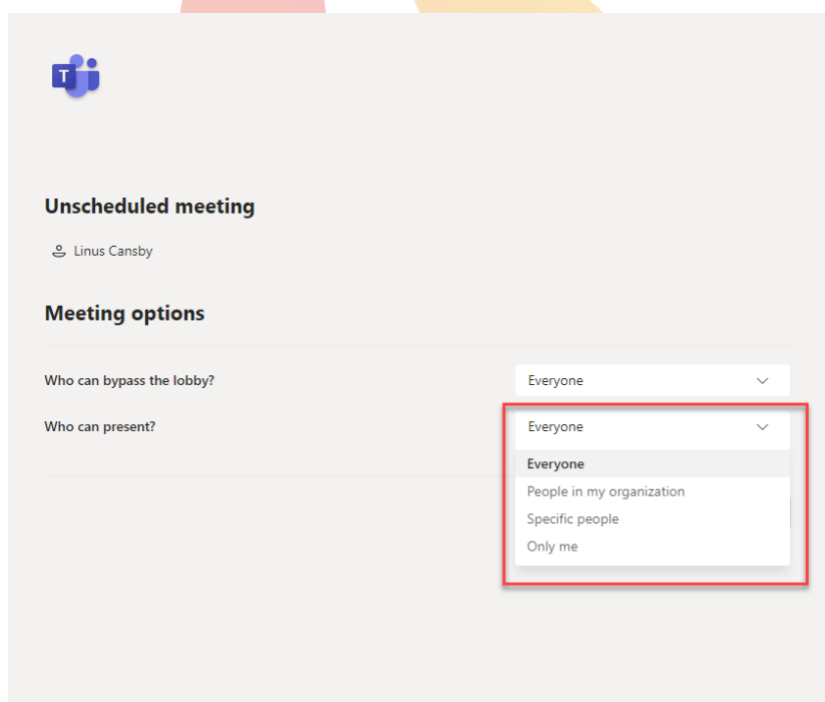 T
Unscheduled meeting
Linus Cansby
Meeting options
Who can bypass the lobby? Everyone
Who can present? Everyone
Everyone
People in my organization
Specific people
Only me